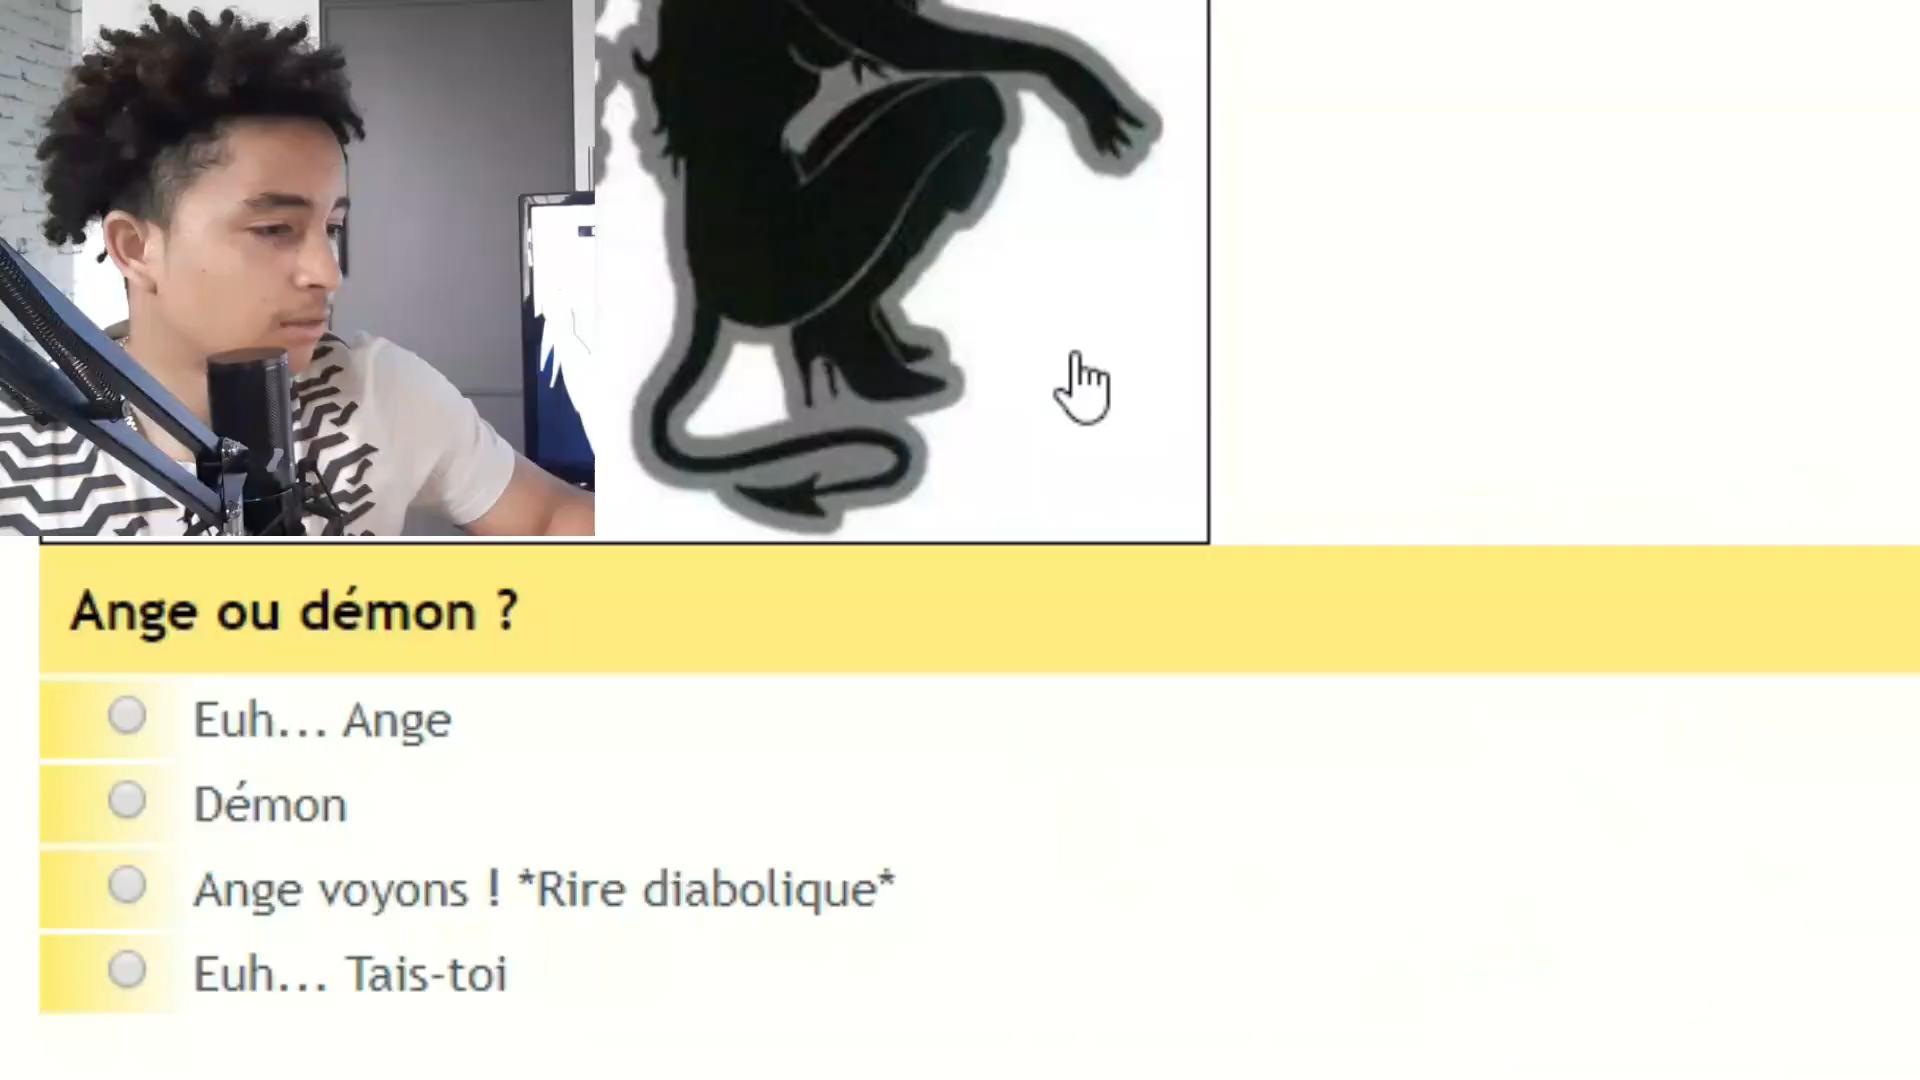 Ange ou démon ?
Euh... Ange
Démon
Ange voyons ! *Rire diabolique*
Euh... Tais-toi